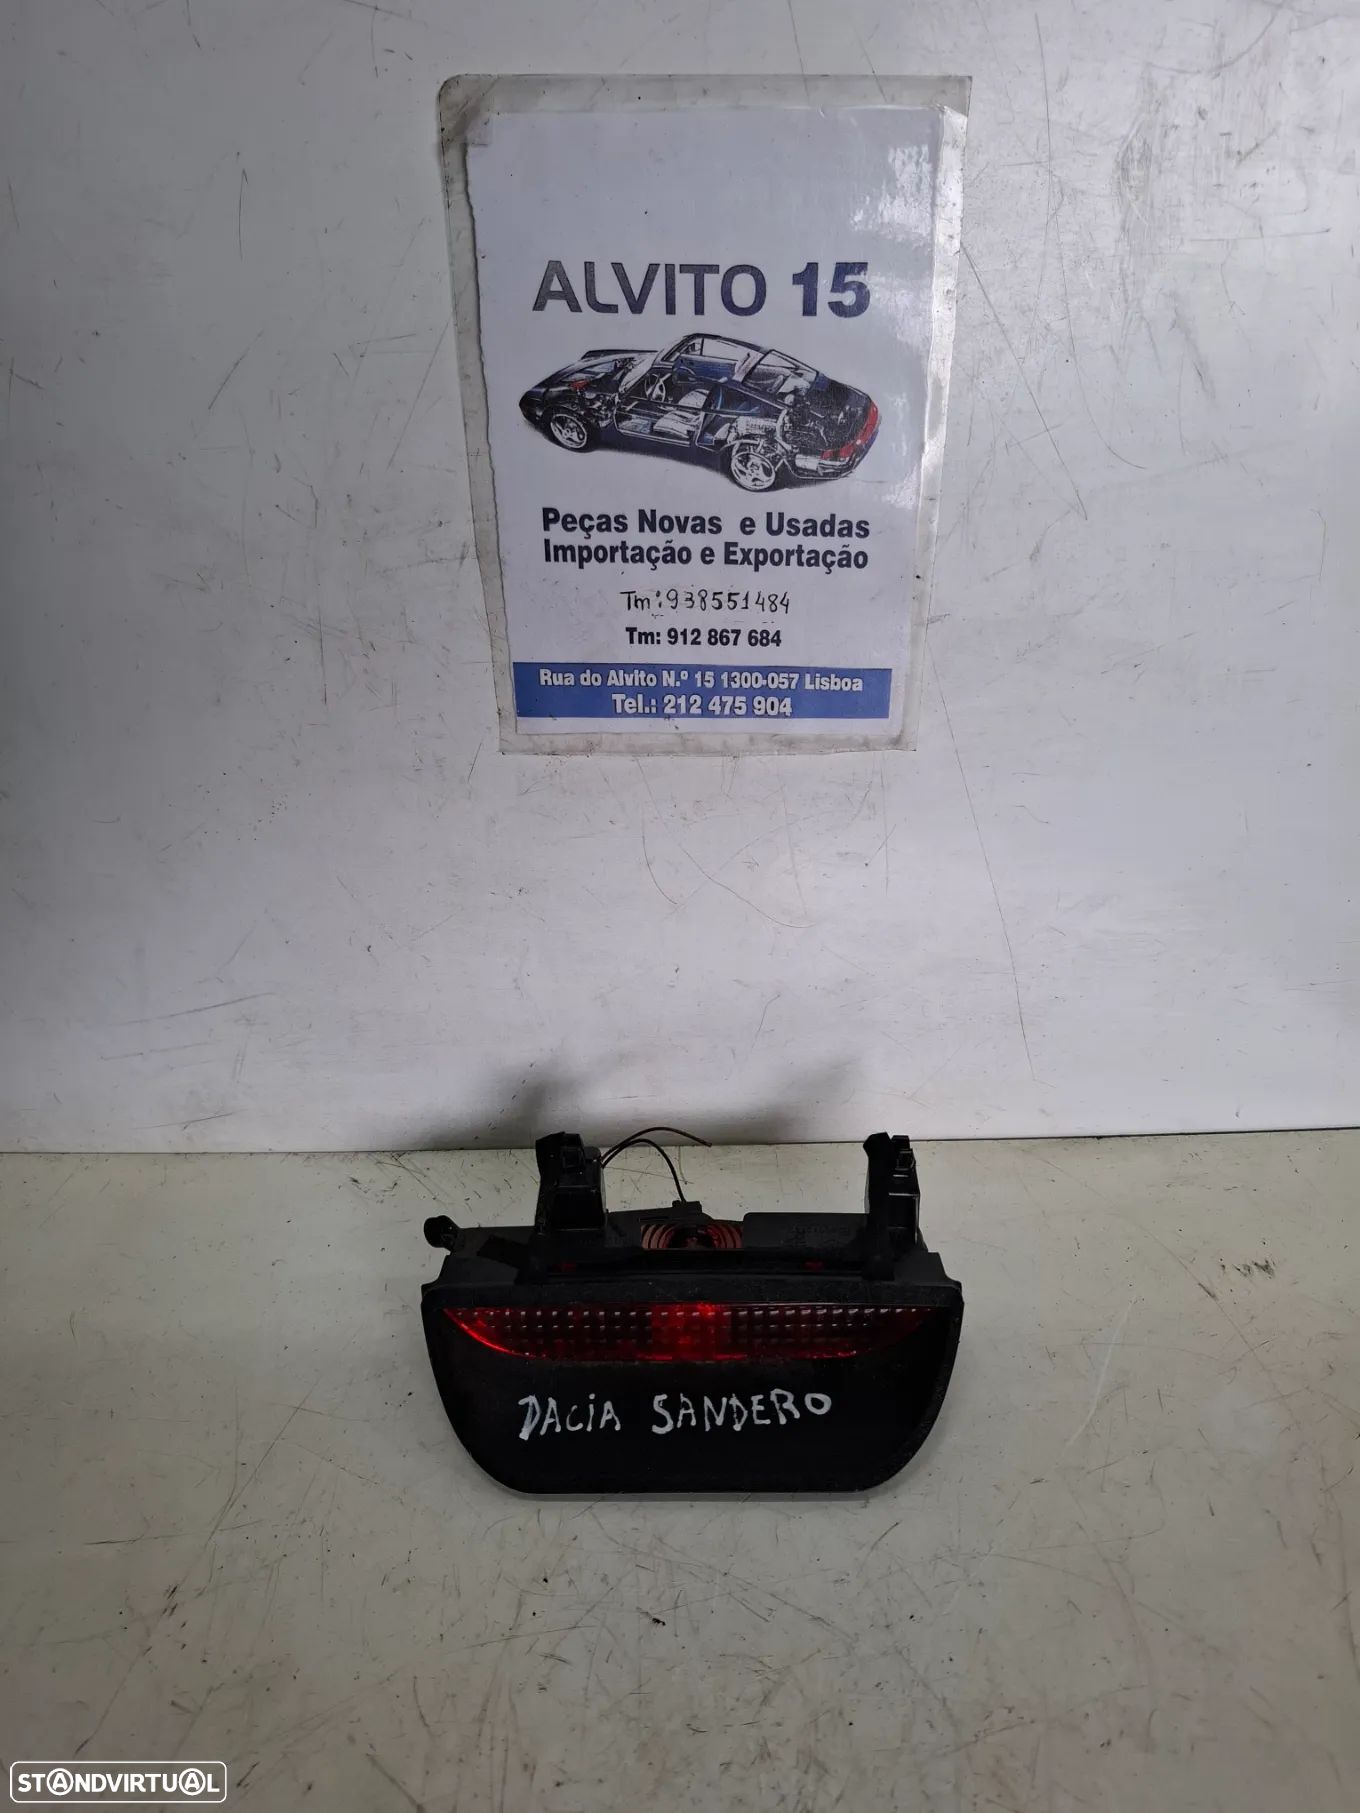 ALVITO 15
Peças Novas e Usadas
Importação e Exportação
Tm: 938551484
Tm: 912 867 684
Rua do Alvito N.º 15 1300-057 Lisboa
Tel.: 212 475 904
DACiA SANDERO
STANDVIRTUAL